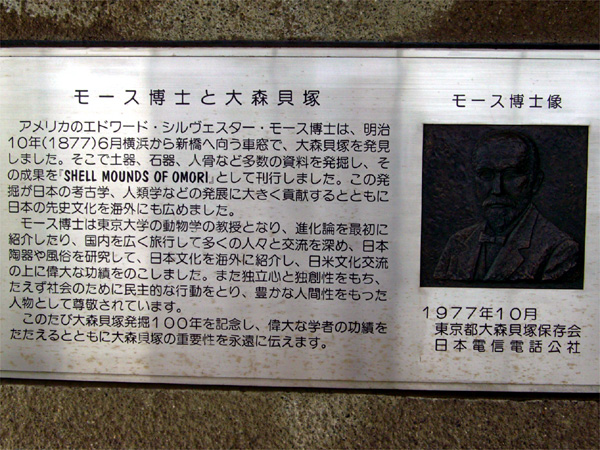 モース博士と大森貝塚
アメリカのエドワード・シルヴェスター・モース博士は、明治
10年(1877)6月横浜から新橋へ向う車窓で、大森貝塚を発見
しました。そこで土器、石器、人骨など多数の資料を発掘し、そ
の成果を『SHELL MOUNDS OF OMORI』として刊行しました。この発
掘が日本の考古学、人類学などの発展に大きく貢献するとともに
日本の先史文化を海外にも広めました。
モース博士は東京大学の動物学の教授となり、進化論を最初に
紹介したり、国内を広く旅行して多くの人々と交流を深め、日本
陶器や風俗を研究して、日本文化を海外に紹介し、日米文化交流
の上に偉大な功績をのこしました。また独立心と独創性をもち、
たえず社会のために民主的な行動をとり、豊かな人間性をもった
人物として尊敬されています。
このたび大森貝塚発掘100年を記念し、偉大な学者の功績を
たたえるとともに大森貝塚の重要性を永遠に伝えます。
モース博士像
1977年10月
東京都大森貝塚保存会
日本電信電話公社